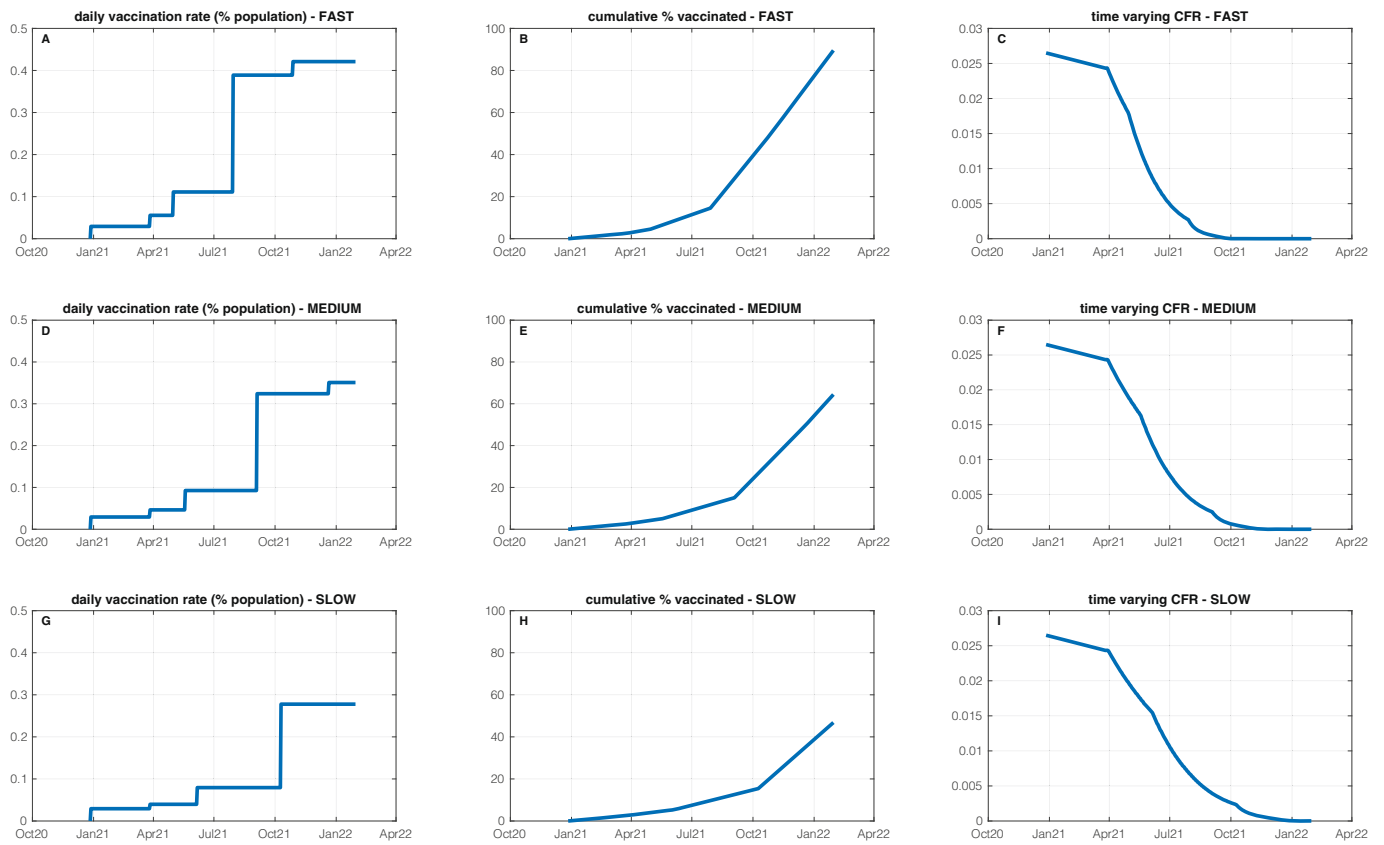 daily vaccination rate (% population) - FAST
A
0.5
0.4
0.3
0.2
0.1
0
Oct20 Jan21 Apr21 Jul21 Oct21 Jan22 Apr22
cumulative % vaccinated - FAST
B
100
80
60
40
20
0
Oct20 Jan21 Apr21 Jul21 Oct21 Jan22 Apr22
time varying CFR - FAST
C
0.03
0.025
0.02
0.015
0.01
0.005
0
Oct20 Jan21 Apr21 Jul21 Oct21 Jan22 Apr22
daily vaccination rate (% population) - MEDIUM
D
0.5
0.4
0.3
0.2
0.1
0
Oct20 Jan21 Apr21 Jul21 Oct21 Jan22 Apr22
cumulative % vaccinated - MEDIUM
E
100
80
60
40
20
0
Oct20 Jan21 Apr21 Jul21 Oct21 Jan22 Apr22
time varying CFR - MEDIUM
F
0.03
0.025
0.02
0.015
0.01
0.005
0
Oct20 Jan21 Apr21 Jul21 Oct21 Jan22 Apr22
daily vaccination rate (% population) - SLOW
G
0.5
0.4
0.3
0.2
0.1
0
Oct20 Jan21 Apr21 Jul21 Oct21 Jan22 Apr22
cumulative % vaccinated - SLOW
H
100
80
60
40
20
0
Oct20 Jan21 Apr21 Jul21 Oct21 Jan22 Apr22
time varying CFR - SLOW
I
0.03
0.025
0.02
0.015
0.01
0.005
0
Oct20 Jan21 Apr21 Jul21 Oct21 Jan22 Apr22